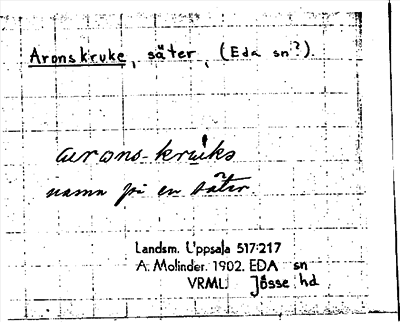 Aronskruke, säter, (Eda sn?).
arons-kruks
namn på en säter.
Landsm. Uppsala 517:217
A. Molinder. 1902. EDA sn
VRML. Jösse hd